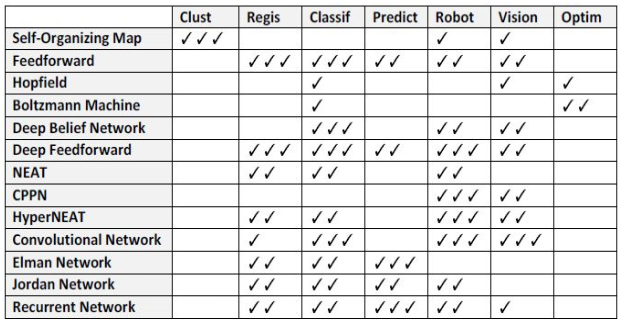 Clust Regis Classif Predict Robot Vision Optim
Self-Organizing Map ✓✓✓ ✓ ✓
Feedforward ✓✓✓ ✓✓✓ ✓✓ ✓✓ ✓✓
Hopfield ✓ ✓ ✓
Boltzmann Machine ✓ ✓✓
Deep Belief Network ✓✓✓ ✓✓ ✓✓
Deep Feedforward ✓✓✓ ✓✓✓ ✓✓ ✓✓✓ ✓✓
NEAT ✓✓ ✓✓ ✓✓
CPPN ✓✓✓ ✓✓
HyperNEAT ✓✓ ✓✓ ✓✓✓ ✓✓
Convolutional Network ✓ ✓✓✓ ✓✓✓ ✓✓✓
Elman Network ✓✓ ✓✓ ✓✓✓
Jordan Network ✓✓ ✓✓ ✓✓ ✓✓
Recurrent Network ✓✓ ✓✓ ✓✓✓ ✓✓ ✓